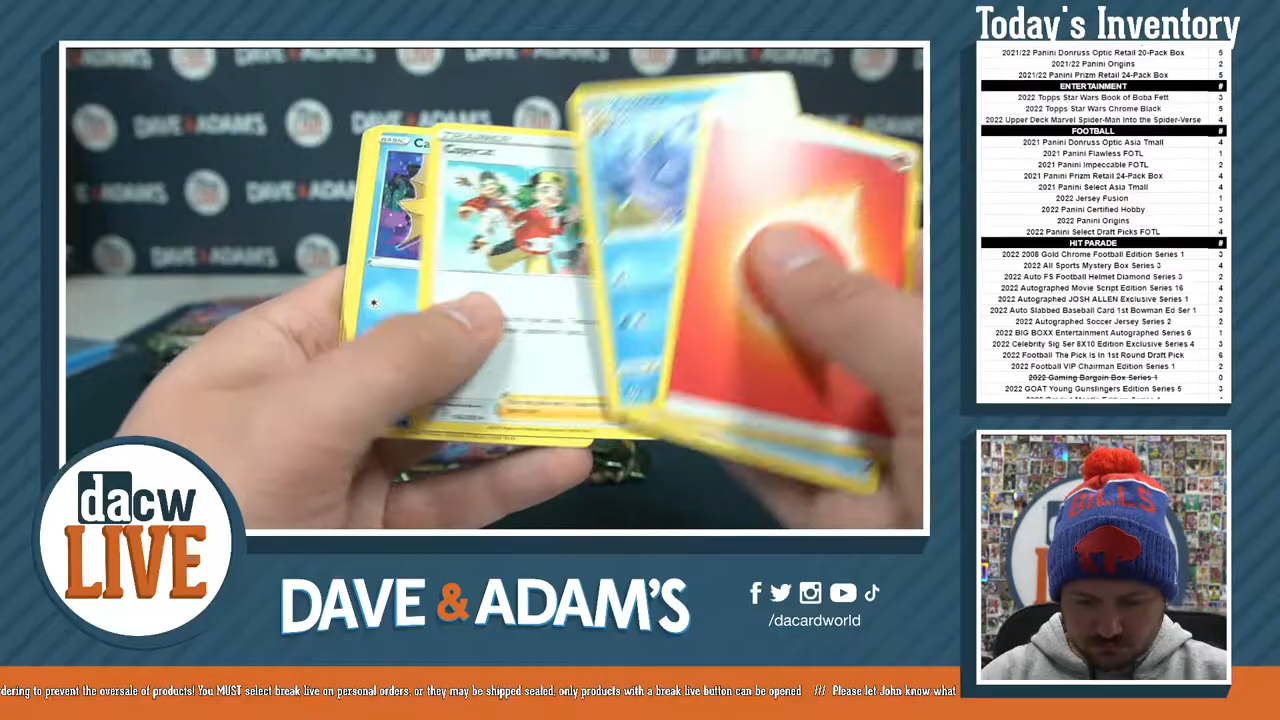 Today's Inventory
2021/22 Panini Donruss Optic Retail 20-Pack Box 5
2021/22 Panini Origins 2
2021/22 Panini Prizm Retail 24-Pack Box 5
ENTERTAINMENT #
2022 Topps Star Wars Book of Boba Fett 3
2022 Topps Star Wars Chrome Black 5
2022 Upper Deck Marvel Spider-Man Into the Spider-Verse 4
FOOTBALL #
2021 Panini Donruss Optic Asia Tmall 4
2021 Panini Flawless FOTL 1
2021 Panini Impeccable FOTL 2
2021 Panini Prizm Retail 24-Pack Box 4
2021 Panini Select Asia Tmall 4
2022 Jersey Fusion 1
2022 Panini Certified Hobby 3
2022 Panini Origins 3
2022 Panini Select Draft Picks FOTL 4
HIT PARADE #
2022 2008 Gold Chrome Football Edition Series 1 3
2022 All Sports Mystery Box Series 3 4
2022 Auto FS Football Helmet Diamond Series 3 2
2022 Autographed Movie Script Edition Series 16 4
2022 Autographed JOSH ALLEN Exclusive Series 1 2
2022 Auto Slabbed Baseball Card 1st Bowman Ed Ser 1 3
2022 Autographed Soccer Jersey Series 2 2
2022 BIG BOXX Entertainment Autographed Series 6 1
2022 Celebrity Sig Ser 8X10 Edition Exclusive Series 4 3
2022 Football The Pick Is In 1st Round Draft Pick 6
2022 Football VIP Chairman Edition Series 1 2
2022 Gaming Bargain Box Series 1 0
2022 GOAT Young Gunslingers Edition Series 5 3
DAVE & ADAM'S
DAVE & ADAM'S
DAVE & ADAM
BASIC Ca
TRAINER
BILLS
dacw
LIVE
DAVE & ADAM'S
/dacardworld
dering to prevent the oversale of products! You MUST select break live on personal orders, or they may be shipped sealed, only products with a break live button can be opened /// Please let John know what